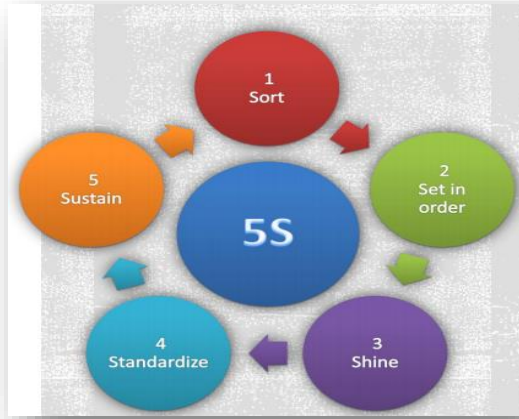 1
Sort
2
Set in
order
3
Shine
4
Standardize
5
Sustain
5S